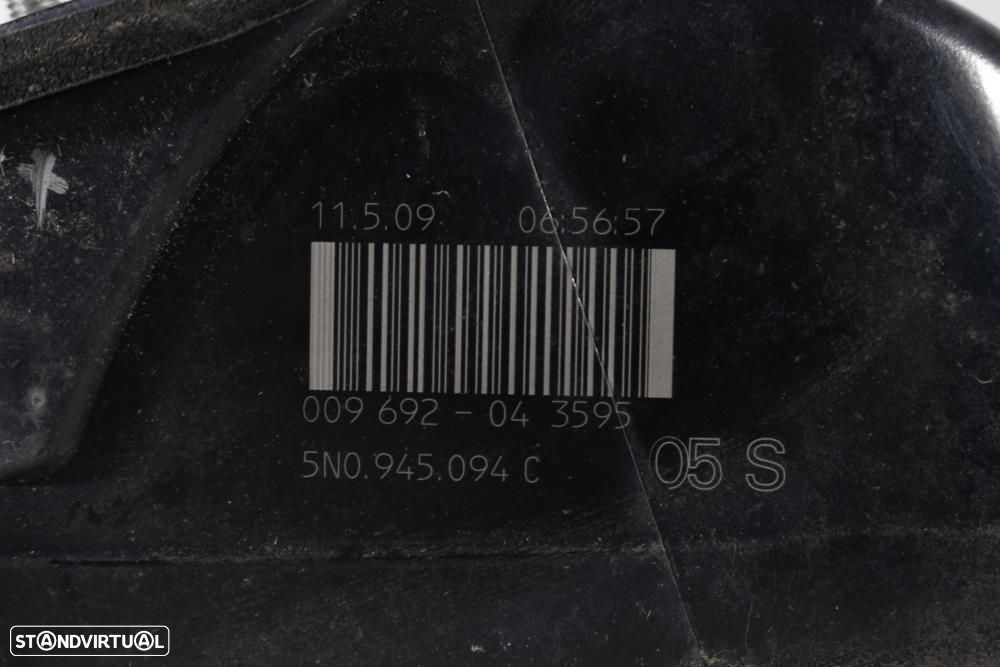 11.5.09 06:56:57
009 692 - 04 3595
5N0.945.094 C 05 S
STANDVIRTUAL